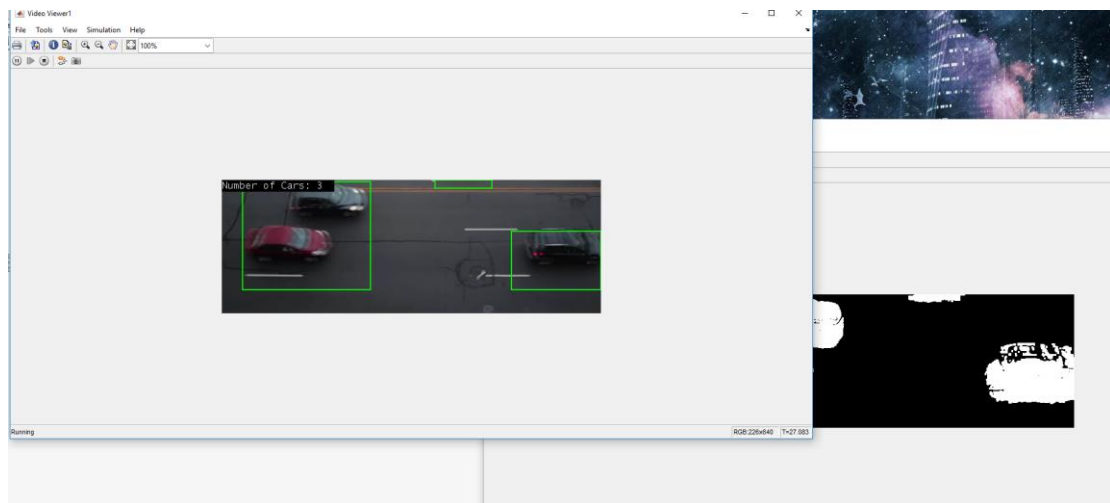 Video Viewer1
File Tools View Simulation Help
100%
Number of Cars: 3
Running
RGB:226x640 T=27.083